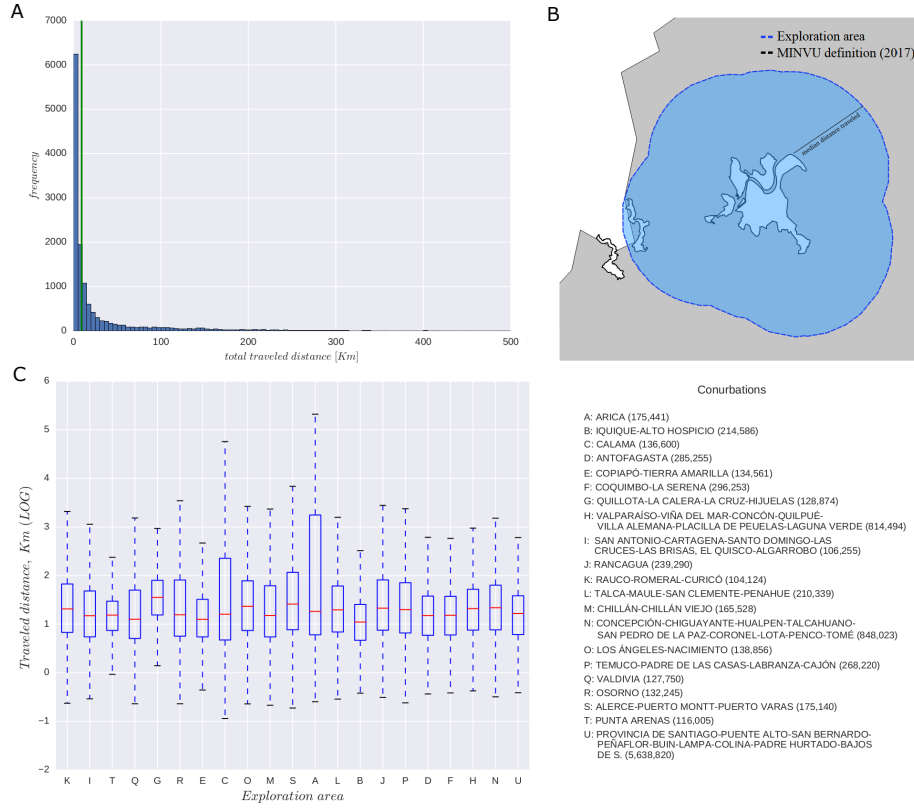 A
7000
6000
5000
4000
3000
2000
1000
0
frequency
0
100
200
300
400
500
total traveled distance [Km]
B
Exploration area
MINVU definition (2017)
median distance traveled
C
6
5
4
3
2
1
0
−1
−2
Traveled distance, Km (LOG)
K I T Q G R E C O M S A L B J P D F H N U
Exploration area
Conurbations
A: ARICA (175,441)
B: IQUIQUE-ALTO HOSPICIO (214,586)
C: CALAMA (136,600)
D: ANTOFAGASTA (285,255)
E: COPIAPÓ-TIERRA AMARILLA (134,561)
F: COQUIMBO-LA SERENA (296,253)
G: QUILLOTA-LA CALERA-LA CRUZ-HIJUELAS (128,874)
H: VALPARAÍSO-VIÑA DEL MAR-CONCÓN-QUILPUÉ-
VILLA ALEMANA-PLACILLA DE PEUELAS-LAGUNA VERDE (814,494)
I: SAN ANTONIO-CARTAGENA-SANTO DOMINGO-LAS
CRUCES-LAS BRISAS, EL QUISCO-ALGARROBO (106,255)
J: RANCAGUA (239,290)
K: RAUCO-ROMERAL-CURICÓ (104,124)
L: TALCA-MAULE-SAN CLEMENTE-PENAHUE (210,339)
M: CHILLÁN-CHILLÁN VIEJO (165,528)
N: CONCEPCIÓN-CHIGUAYANTE-HUALPEN-TALCAHUANO-
SAN PEDRO DE LA PAZ-CORONEL-LOTA-PENCO-TOMÉ (848,023)
O: LOS ÁNGELES-NACIMIENTO (138,856)
P: TEMUCO-PADRE DE LAS CASAS-LABRANZA-CAJÓN (268,220)
Q: VALDIVIA (127,750)
R: OSORNO (132,245)
S: ALERCE-PUERTO MONTT-PUERTO VARAS (175,140)
T: PUNTA ARENAS (116,005)
U: PROVINCIA DE SANTIAGO-PUENTE ALTO-SAN BERNARDO-
PEÑAFLOR-BUIN-LAMPA-COLINA-PADRE HURTADO-BAJOS
DE S. (5,638,820)